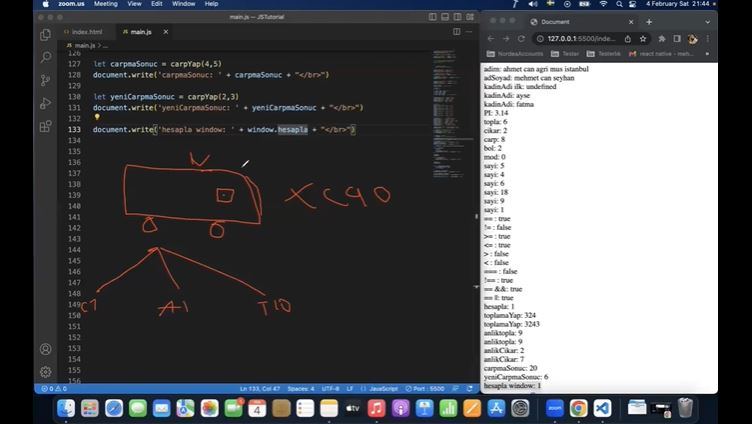 zoom.us Meeting View Edit Window Help
4 February Sat. 21:44
main.js — JSTutorial
index.html
main.js
main.js > ...
126
127 let carpmaSonuc = carpYap(4,5)
128 document.write('carpmaSonuc: ' + carpmaSonuc + "</br>")
129
130 let yeniCarpmaSonuc = carpYap(2,3)
131 document.write('yeniCarpmaSonuc: ' + yeniCarpmaSonuc + "</br>")
132
133 document.write('hesapla window: ' + window.hesapla + "</br>")
134
135
136
137
138
139
140
141
142
143
144
145
146
147
148
149
150
151
152
153
154
155
156
N
XC90
A1
T10
0 0
Ln 133, Col 47 Spaces: 4 UTF-8 LF JavaScript Port : 5500
Document
127.0.0.1:5500/inde...
NordeaAccounts Tester Testerbk react native - meh...
adim: ahmet can agri mus istanbul
adSoyad: mehmet can seyhan
kadinAdi ilk: undefined
kadinAdi: ayse
kadinAdi: fatma
PI: 3.14
topla: 6
cikar: 2
carp: 8
bol: 2
mod: 0
sayi: 5
sayi: 4
sayi: 6
sayi: 18
sayi: 9
sayi: 1
== : true
!= : false
>= : true
<= : true
> : false
< : false
=== : false
!== : true
== &&: true
== ||: true
hesapla: 1
toplamaYap: 324
toplamaYap: 3243
anliktopla: 9
anliktopla: 9
anlikCikar: 2
anlikCikar: 7
carpmaSonuc: 20
yeniCarpmaSonuc: 6
hesapla window: 1
4
tv
zoom